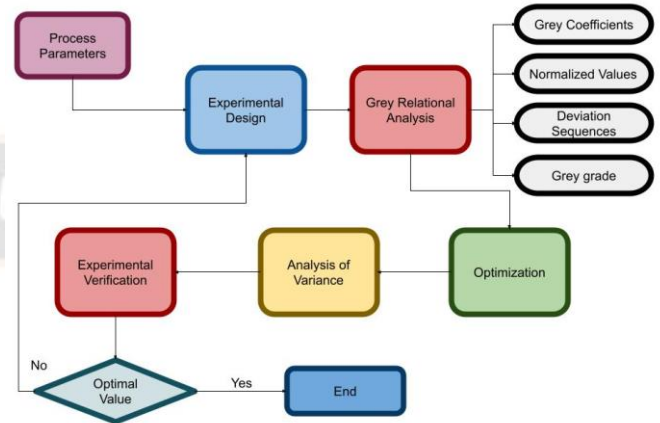 Process
Parameters
Experimental
Design
Grey Relational
Analysis
Grey Coefficients
Normalized Values
Deviation
Sequences
Grey grade
Experimental
Verification
Analysis of
Variance
Optimization
No
Optimal
Value
Yes
End